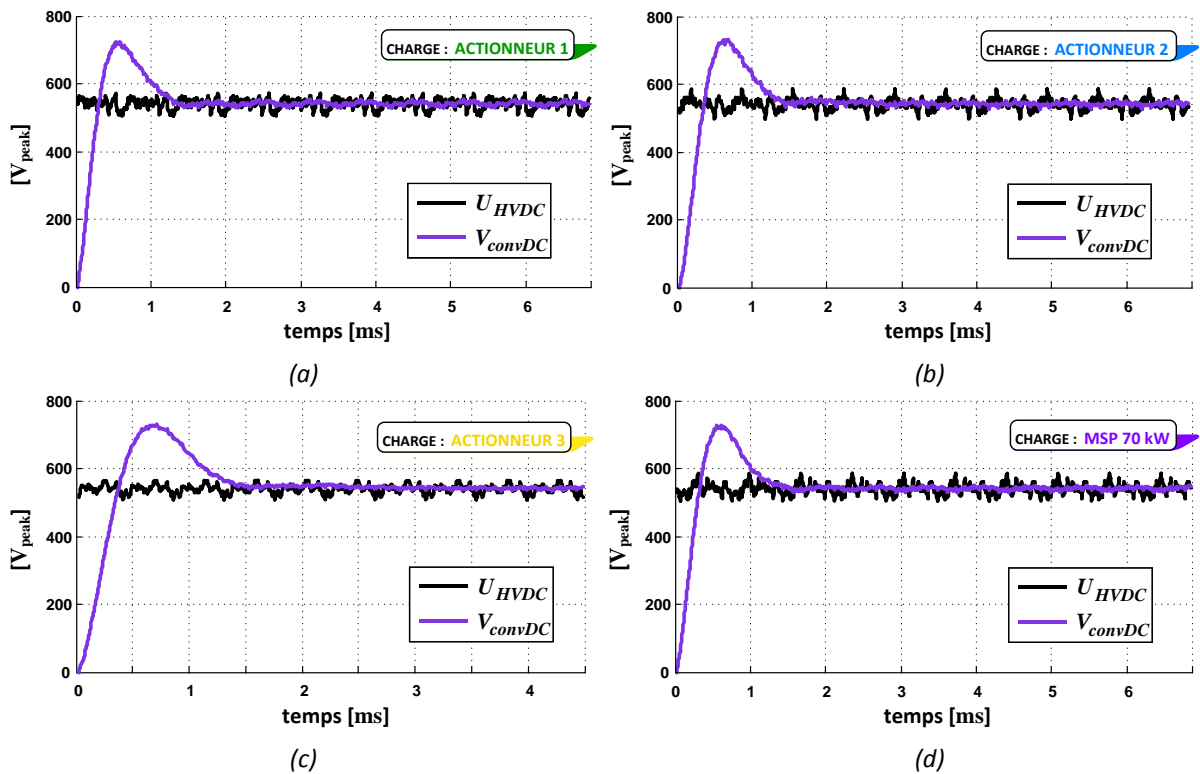 800
600
400
200
0
[Vpeak]
CHARGE : ACTIONNEUR 1
UHVDC
VconvDC
0 1 2 3 4 5 6
temps [ms]
(a)
800
600
400
200
0
[Vpeak]
CHARGE : ACTIONNEUR 2
UHVDC
VconvDC
0 1 2 3 4 5 6
temps [ms]
(b)
800
600
400
200
0
[Vpeak]
CHARGE : ACTIONNEUR 3
UHVDC
VconvDC
0 1 2 3 4
temps [ms]
(c)
800
600
400
200
0
[Vpeak]
CHARGE : MSP 70 kW
UHVDC
VconvDC
0 1 2 3 4 5 6
temps [ms]
(d)